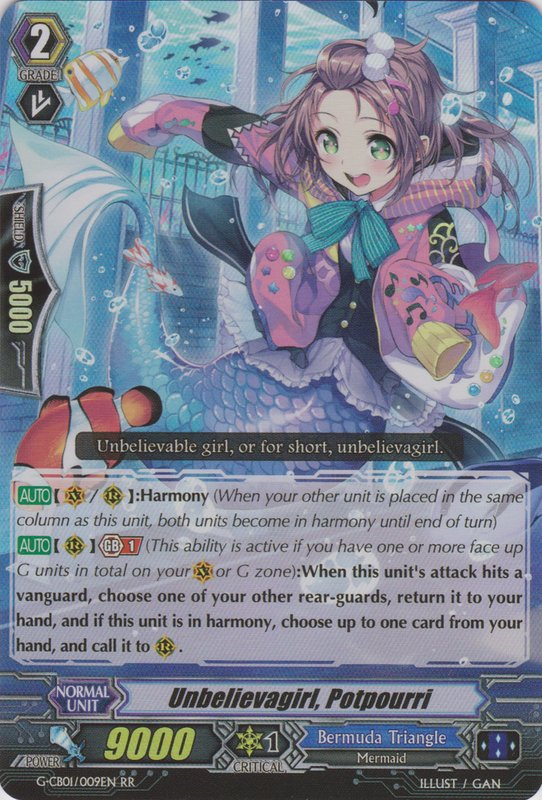 2
GRADE
SHIELD
5000
Unbelievable girl, or for short, unbelievagirl.
AUTO【 V / R 】:Harmony (When your other unit is placed in the same
column as this unit, both units become in harmony until end of turn)
AUTO【 R 】GB 1 (This ability is active if you have one or more face up
G units in total on your V or G zone):When this unit's attack hits a
vanguard, choose one of your other rear-guards, return it to your
hand, and if this unit is in harmony, choose up to one card from your
hand, and call it to R .
NORMAL
UNIT
Unbelievagirl, Potpourri
POWER
9000
1
CRITICAL
Bermuda Triangle
Mermaid
G-CB01/009EN RR
ILLUST / GAN